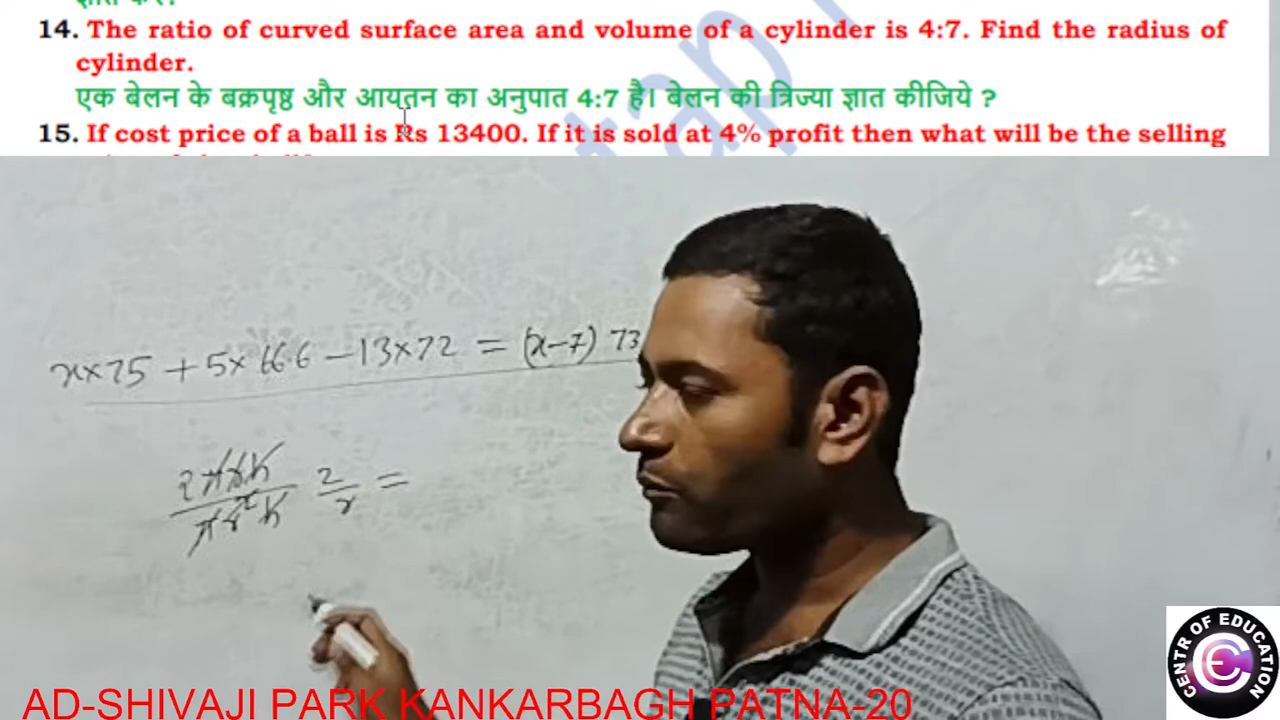 14. The ratio of curved surface area and volume of a cylinder is 4:7. Find the radius of
cylinder.
एक बेलन के बक्रपृष्ठ और आयतन का अनुपात 4:7 है। बेलन की त्रिज्या ज्ञात कीजिये ?
15. If cost price of a ball is Rs 13400. If it is sold at 4% profit then what will be the selling
x×75 + 5×66.6 − 13×72 = (x−7) 73
2πrh / πr²h 2/r =
CENTR OF EDUCATION
AD-SHIVAJI PARK KANKARBAGH PATNA-20